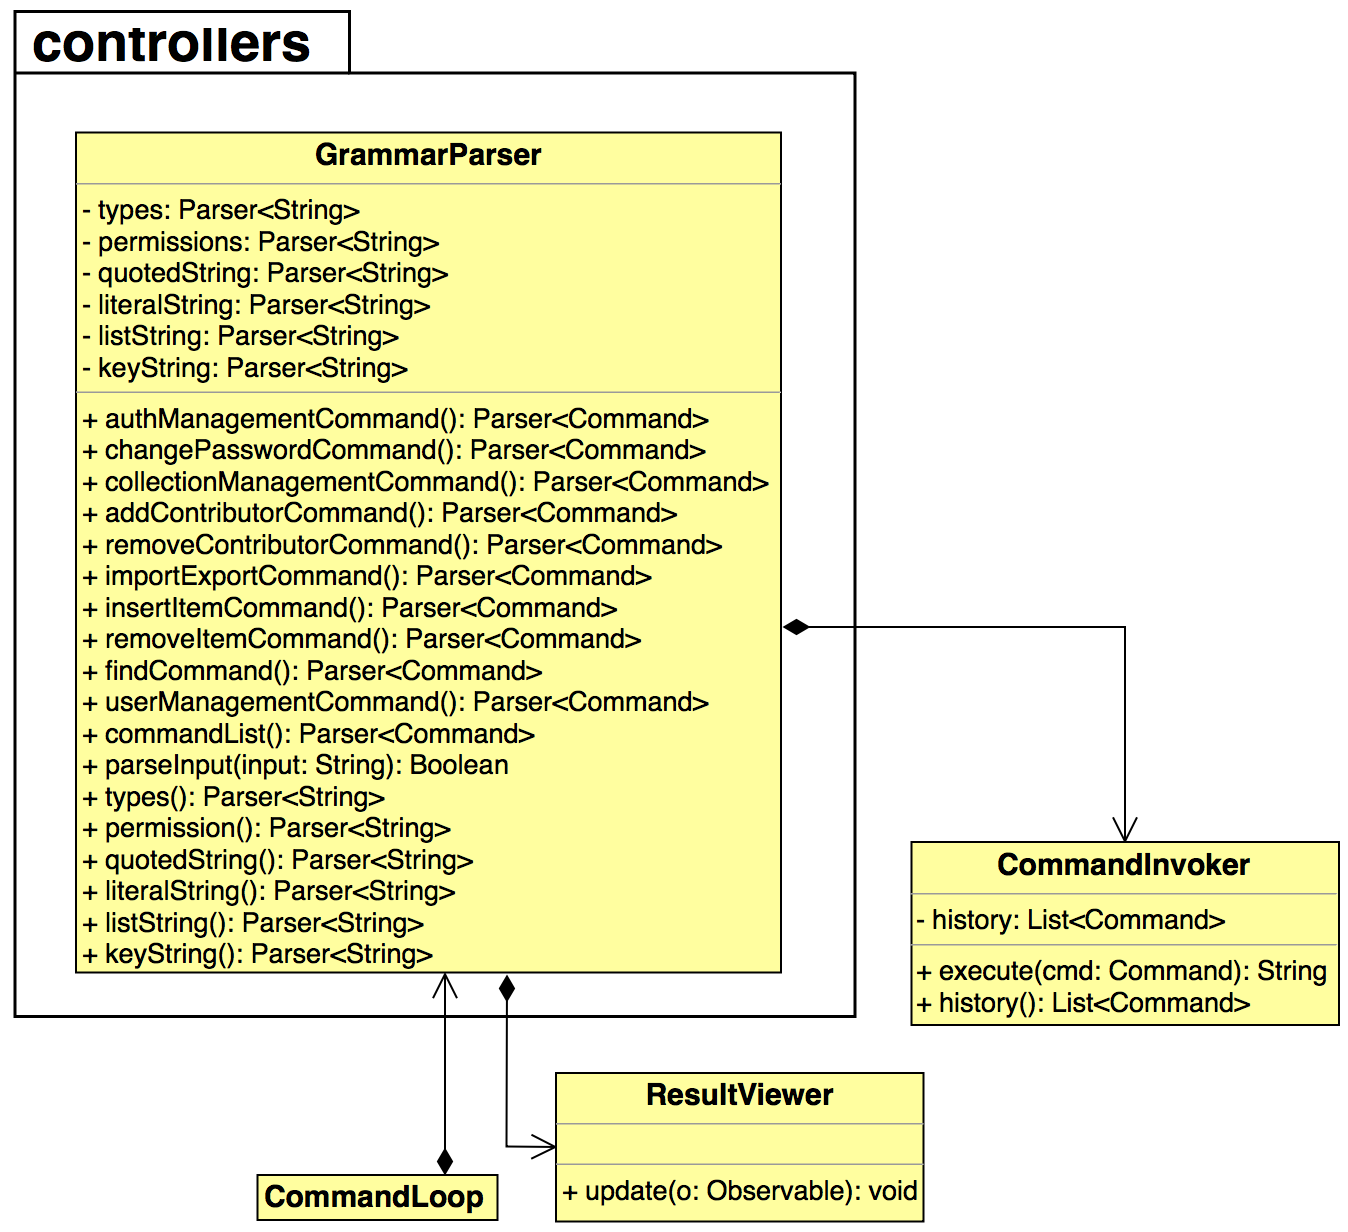 controllers
GrammarParser
- types: Parser<String>
- permissions: Parser<String>
- quotedString: Parser<String>
- literalString: Parser<String>
- listString: Parser<String>
- keyString: Parser<String>
+ authManagementCommand(): Parser<Command>
+ changePasswordCommand(): Parser<Command>
+ collectionManagementCommand(): Parser<Command>
+ addContributorCommand(): Parser<Command>
+ removeContributorCommand(): Parser<Command>
+ importExportCommand(): Parser<Command>
+ insertItemCommand(): Parser<Command>
+ removeItemCommand(): Parser<Command>
+ findCommand(): Parser<Command>
+ userManagementCommand(): Parser<Command>
+ commandList(): Parser<Command>
+ parseInput(input: String): Boolean
+ types(): Parser<String>
+ permission(): Parser<String>
+ quotedString(): Parser<String>
+ literalString(): Parser<String>
+ listString(): Parser<String>
+ keyString(): Parser<String>
CommandInvoker
- history: List<Command>
+ execute(cmd: Command): String
+ history(): List<Command>
ResultViewer
+ update(o: Observable): void
CommandLoop